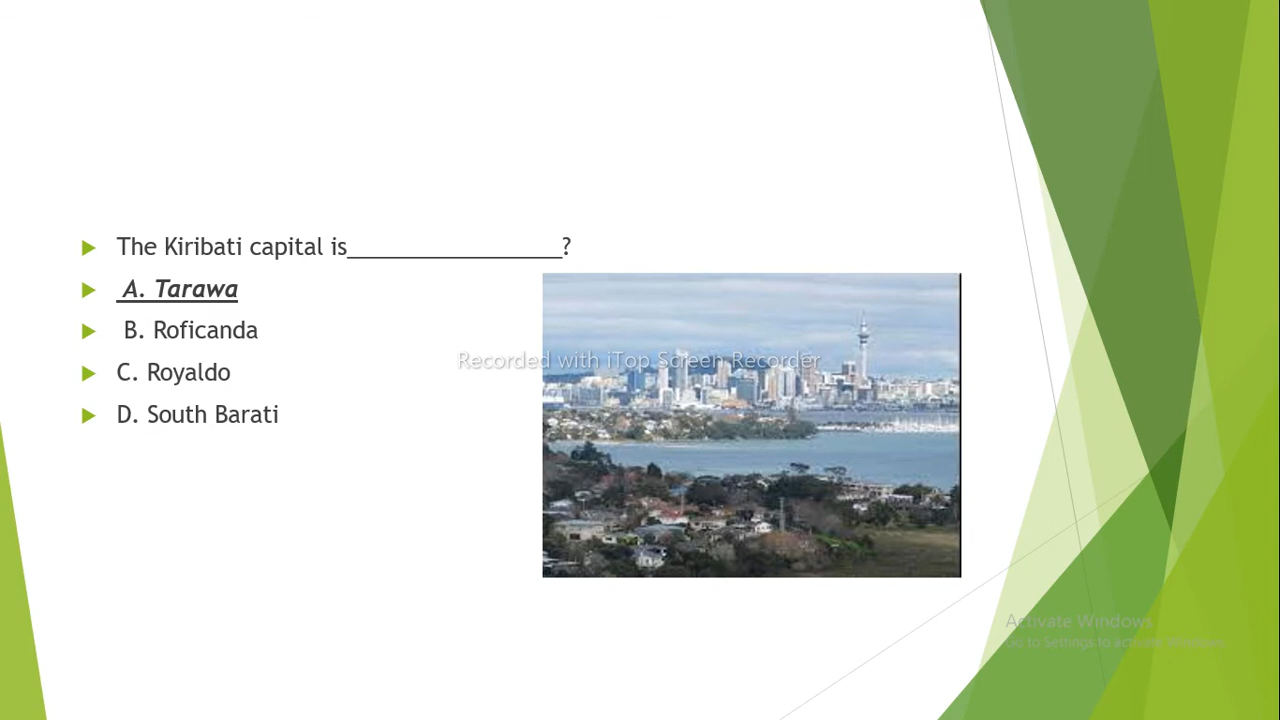 The Kiribati capital is_________________?
A. Tarawa
B. Roficanda
C. Royaldo
D. South Barati
Recorded with iTop Screen Recorder
Activate Windows
Go to Settings to activate Windows.